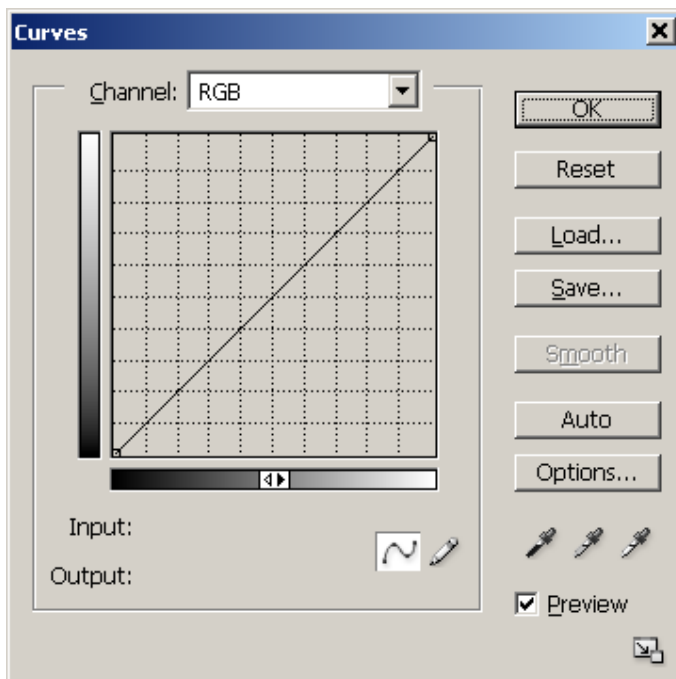 Curves
Channel: RGB
OK
Reset
Load...
Save...
Smooth
Auto
Options...
Input:
Output:
Preview